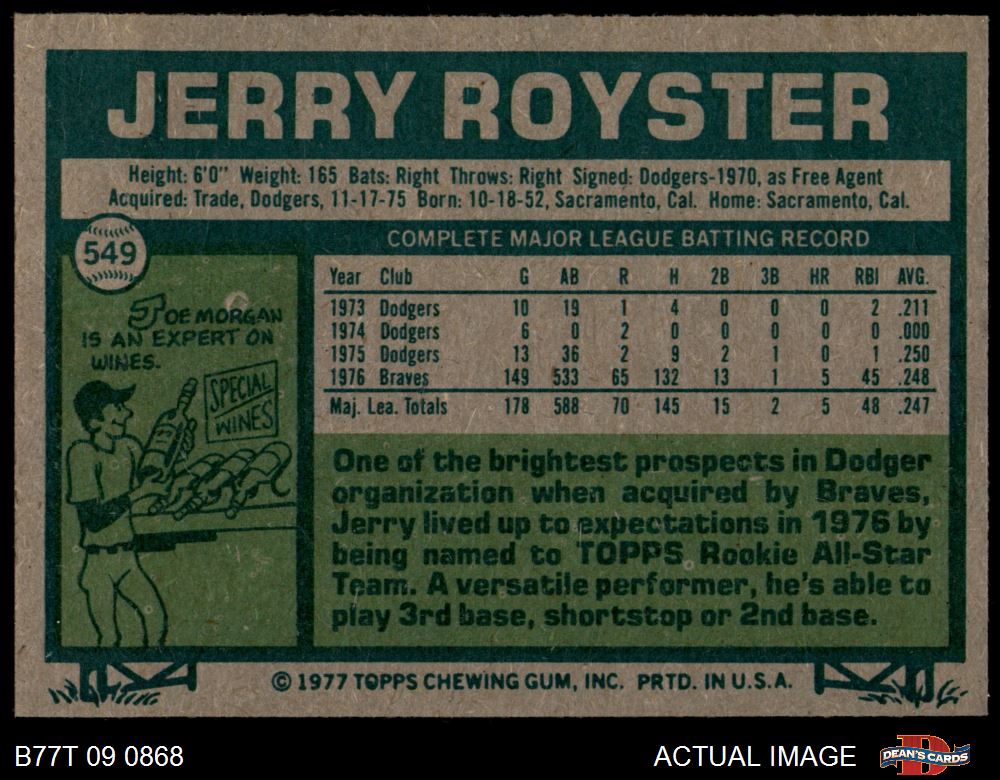 JERRY ROYSTER
Height: 6'0" Weight: 165 Bats: Right Throws: Right Signed: Dodgers-1970, as Free Agent
Acquired: Trade, Dodgers, 11-17-75 Born: 10-18-52, Sacramento, Cal. Home: Sacramento, Cal.
549
JOE MORGAN
IS AN EXPERT ON
WINES.
SPECIAL
WINES
COMPLETE MAJOR LEAGUE BATTING RECORD
Year Club G AB R H 2B 3B HR RBI AVG.
1973 Dodgers 10 19 1 4 0 0 0 2 .211
1974 Dodgers 6 0 2 0 0 0 0 0 .000
1975 Dodgers 13 36 2 9 2 1 0 1 .250
1976 Braves 149 533 65 132 13 1 5 45 .248
Maj. Lea. Totals 178 588 70 145 15 2 5 48 .247
One of the brightest prospects in Dodger
organization when acquired by Braves,
Jerry lived up to expectations in 1976 by
being named to TOPPS Rookie All-Star
Team. A versatile performer, he's able to
play 3rd base, shortstop or 2nd base.
© 1977 TOPPS CHEWING GUM, INC. PRTD. IN U.S.A.
B77T 09 0868
ACTUAL IMAGE
D
DEAN'S CARDS